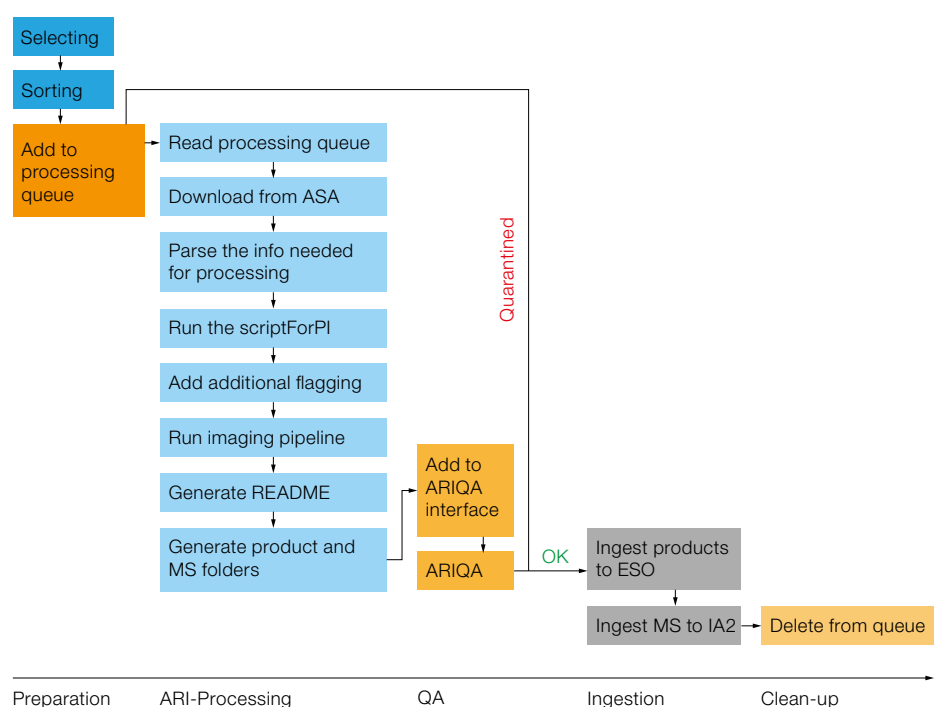 Selecting
Sorting
Add to
processing
queue
Read processing queue
Download from ASA
Parse the info needed
for processing
Run the scriptForPI
Add additional flagging
Run imaging pipeline
Generate README
Generate product and
MS folders
Add to
ARIQA
interface
ARIQA
Quarantined
OK
Ingest products
to ESO
Ingest MS to IA2
Delete from queue
Preparation
ARI-Processing
QA
Ingestion
Clean-up